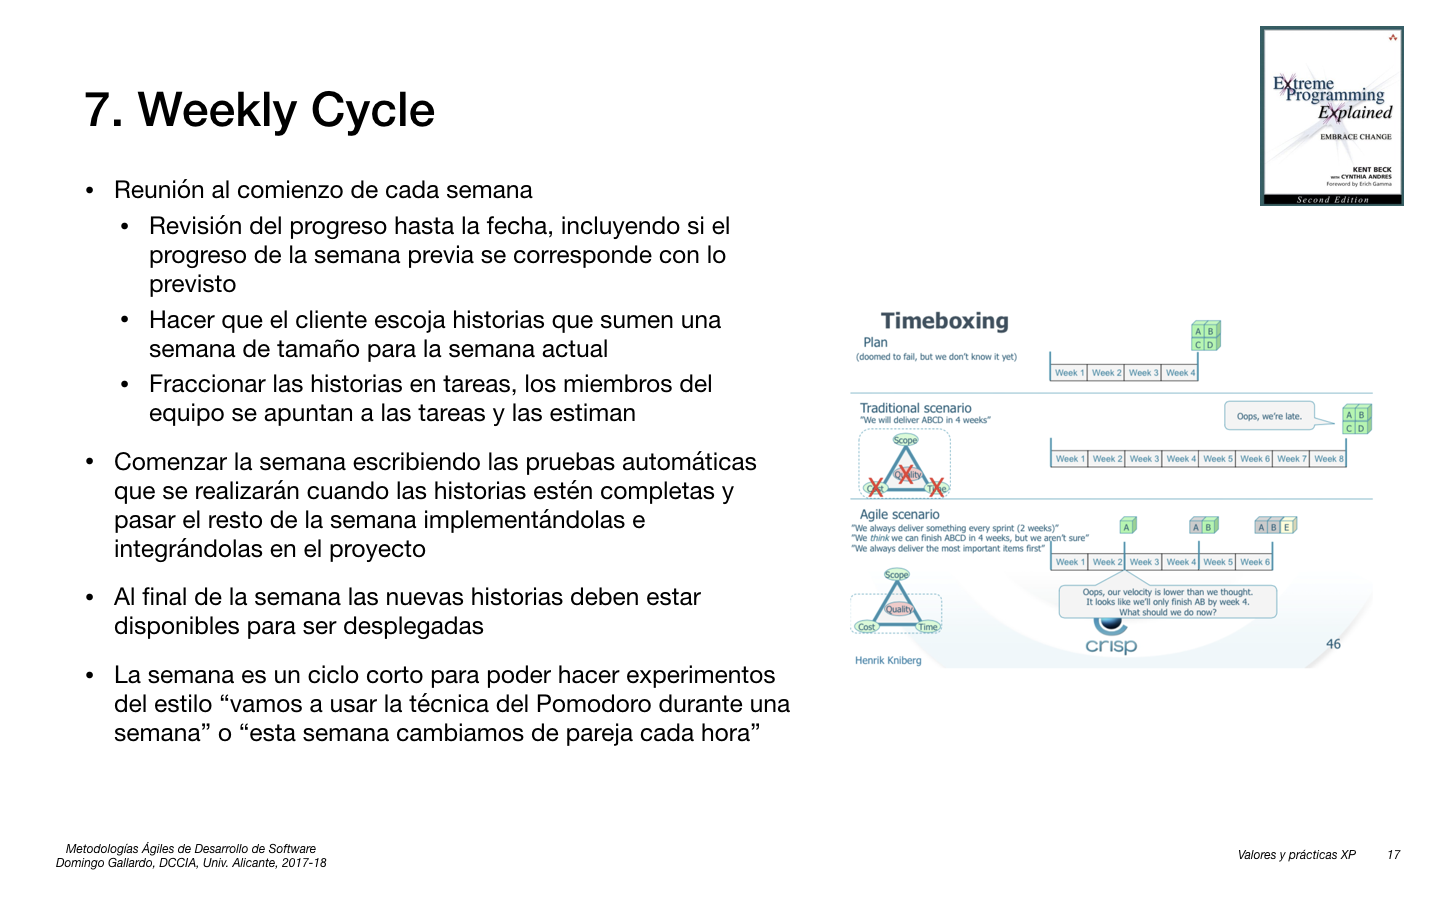 7. Weekly Cycle
• Reunión al comienzo de cada semana
• Revisión del progreso hasta la fecha, incluyendo si el
progreso de la semana previa se corresponde con lo
previsto
• Hacer que el cliente escoja historias que sumen una
semana de tamaño para la semana actual
• Fraccionar las historias en tareas, los miembros del
equipo se apuntan a las tareas y las estiman
• Comenzar la semana escribiendo las pruebas automáticas
que se realizarán cuando las historias estén completas y
pasar el resto de la semana implementándolas e
integrándolas en el proyecto
• Al final de la semana las nuevas historias deben estar
disponibles para ser desplegadas
• La semana es un ciclo corto para poder hacer experimentos
del estilo “vamos a usar la técnica del Pomodoro durante una
semana” o “esta semana cambiamos de pareja cada hora”
Extreme
Programming
Explained
EMBRACE CHANGE
KENT BECK
WITH CYNTHIA ANDRES
Foreword by Erich Gamma
Second Edition
Timeboxing
Plan
(doomed to fail, but we don’t know it yet)
A B
C D
Week 1 Week 2 Week 3 Week 4
Traditional scenario
“We will deliver ABCD in 4 weeks”
Oops, we’re late.
A B
C D
Scope
Quality
Cost Time
Week 1 Week 2 Week 3 Week 4 Week 5 Week 6 Week 7 Week 8
Agile scenario
“We always deliver something every sprint (2 weeks)”
“We think we can finish ABCD in 4 weeks, but we aren’t sure”
“We always deliver the most important items first”
A
A B
A B E
Week 1 Week 2 Week 3 Week 4 Week 5 Week 6
Scope
Quality
Cost Time
Oops, our velocity is lower than we thought.
It looks like we’ll only finish AB by week 4.
What should we do now?
crisp
46
Henrik Kniberg
Metodologías Ágiles de Desarrollo de Software
Domingo Gallardo, DCCIA, Univ. Alicante, 2017-18
Valores y prácticas XP 17